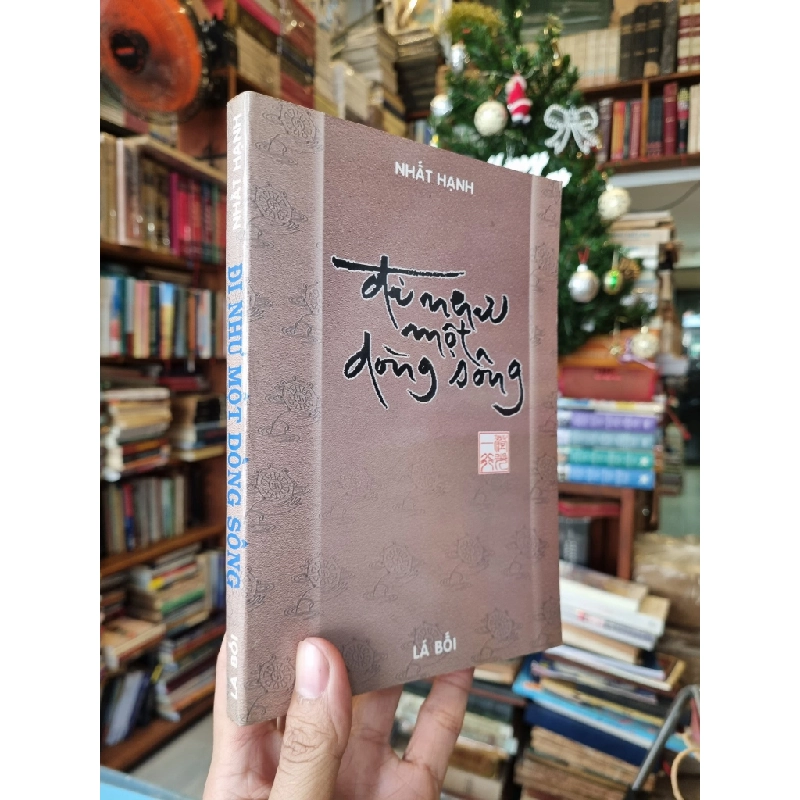 NHẤT HẠNH
đi như
một
dòng sông
LÁ BỐI
NHẤT HẠNH
ĐI NHƯ MỘT DÒNG SÔNG
LÁ BỐI